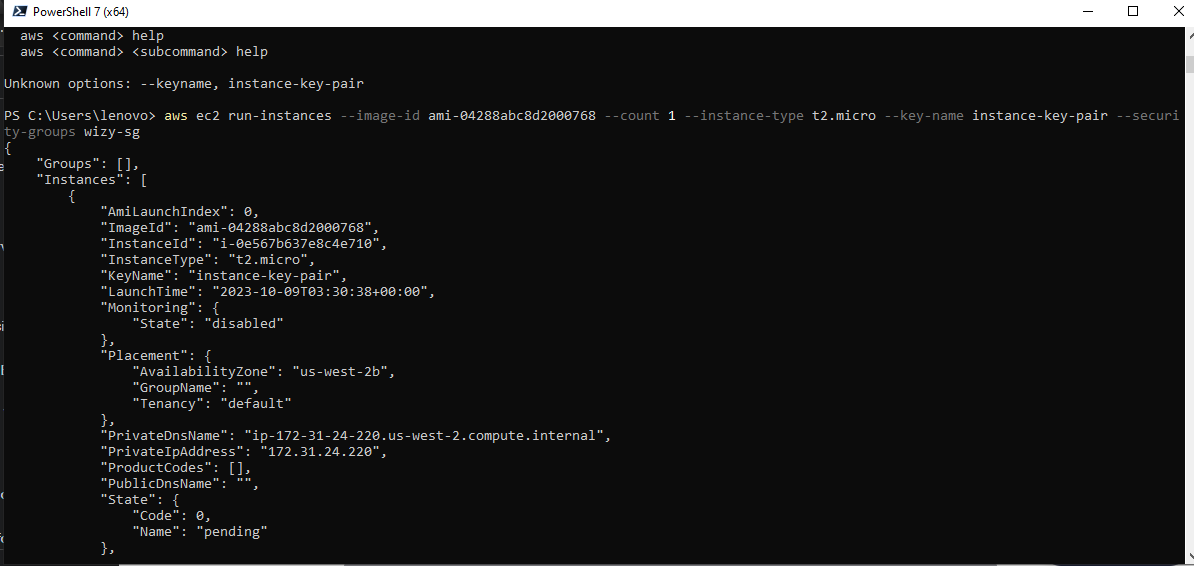 PowerShell 7 (x64)
  aws <command> help
  aws <command> <subcommand> help

Unknown options: --keyname, instance-key-pair

PS C:\Users\lenovo> aws ec2 run-instances --image-id ami-04288abc8d2000768 --count 1 --instance-type t2.micro --key-name instance-key-pair --securi
ty-groups wizy-sg
{
    "Groups": [],
    "Instances": [
        {
            "AmiLaunchIndex": 0,
            "ImageId": "ami-04288abc8d2000768",
            "InstanceId": "i-0e567b637e8c4e710",
            "InstanceType": "t2.micro",
            "KeyName": "instance-key-pair",
            "LaunchTime": "2023-10-09T03:30:38+00:00",
            "Monitoring": {
                "State": "disabled"
            },
            "Placement": {
                "AvailabilityZone": "us-west-2b",
                "GroupName": "",
                "Tenancy": "default"
            },
            "PrivateDnsName": "ip-172-31-24-220.us-west-2.compute.internal",
            "PrivateIpAddress": "172.31.24.220",
            "ProductCodes": [],
            "PublicDnsName": "",
            "State": {
                "Code": 0,
                "Name": "pending"
            },